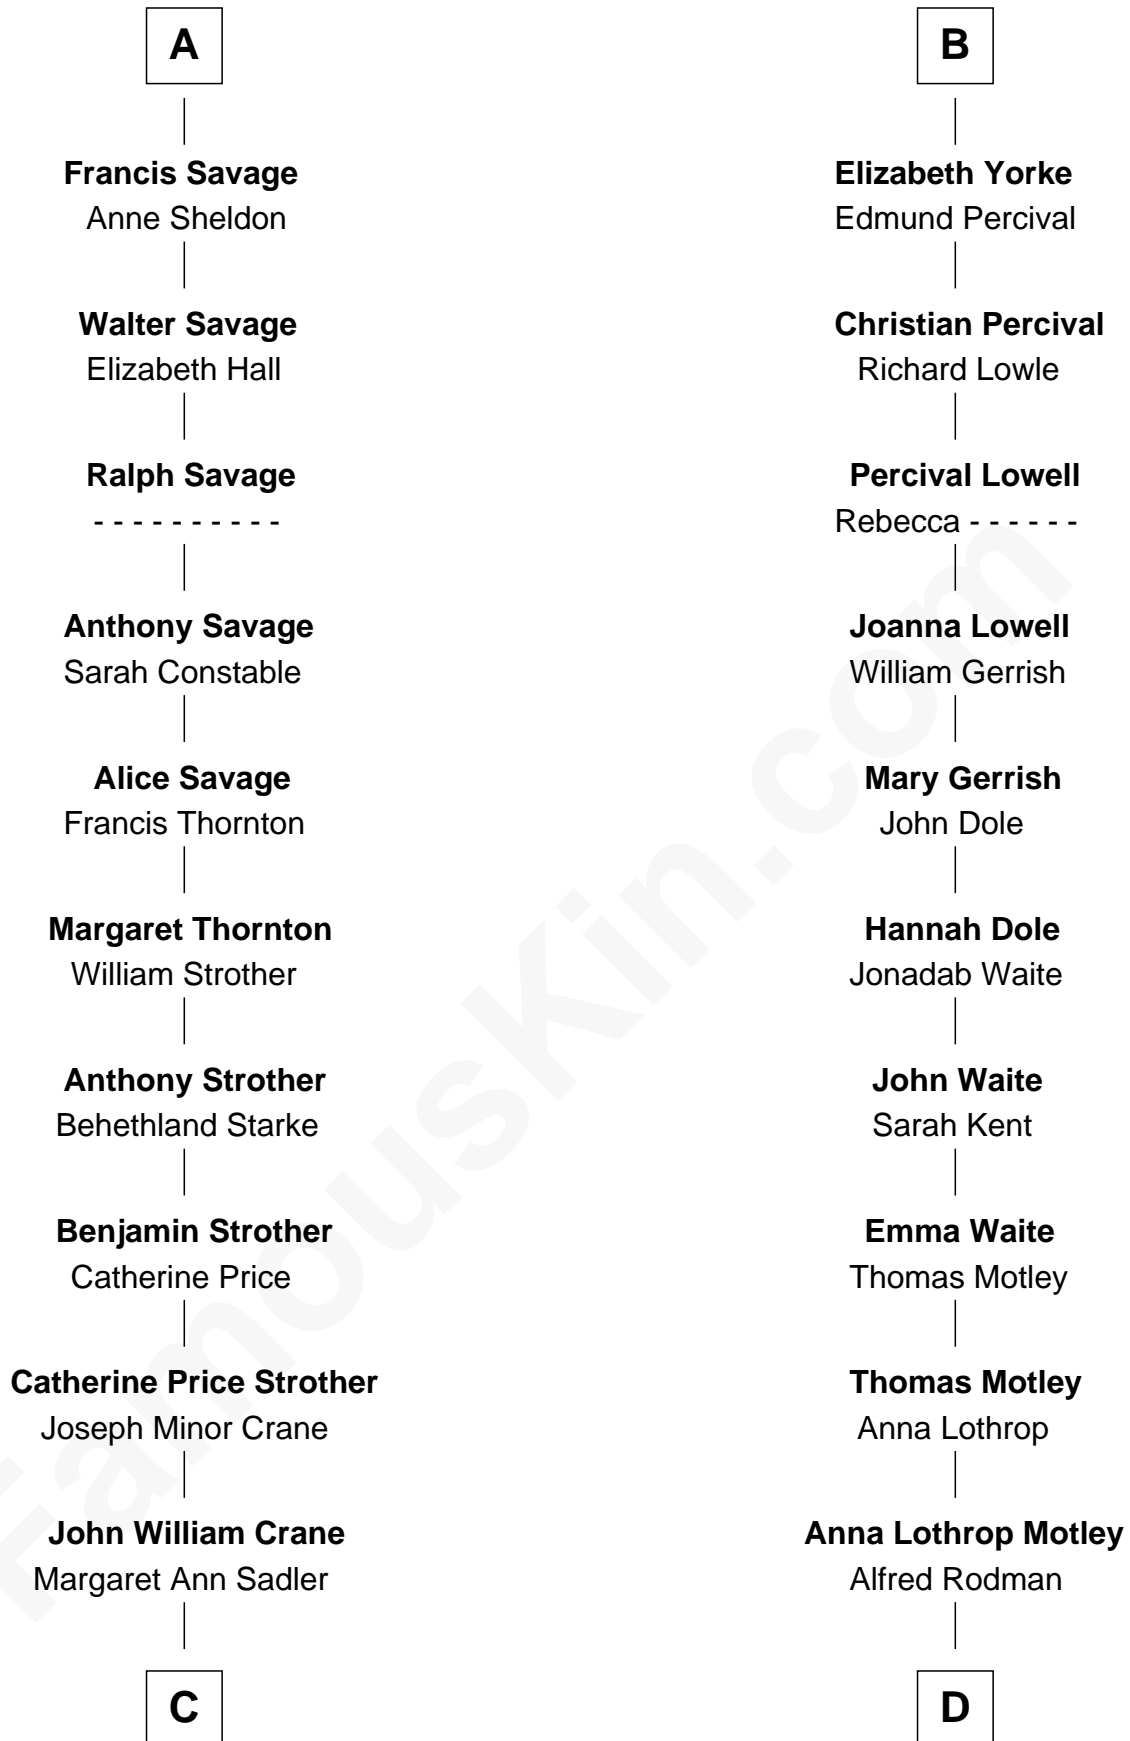 A
Francis Savage
Anne Sheldon
Walter Savage
Elizabeth Hall
Ralph Savage
- - - - - - - - - -
Anthony Savage
Sarah Constable
Alice Savage
Francis Thornton
Margaret Thornton
William Strother
Anthony Strother
Behethland Starke
Benjamin Strother
Catherine Price
Catherine Price Strother
Joseph Minor Crane
John William Crane
Margaret Ann Sadler
C
B
Elizabeth Yorke
Edmund Percival
Christian Percival
Richard Lowle
Percival Lowell
Rebecca - - - - - -
Joanna Lowell
William Gerrish
Mary Gerrish
John Dole
Hannah Dole
Jonadab Waite
John Waite
Sarah Kent
Emma Waite
Thomas Motley
Thomas Motley
Anna Lothrop
Anna Lothrop Motley
Alfred Rodman
D
FamousKin.com